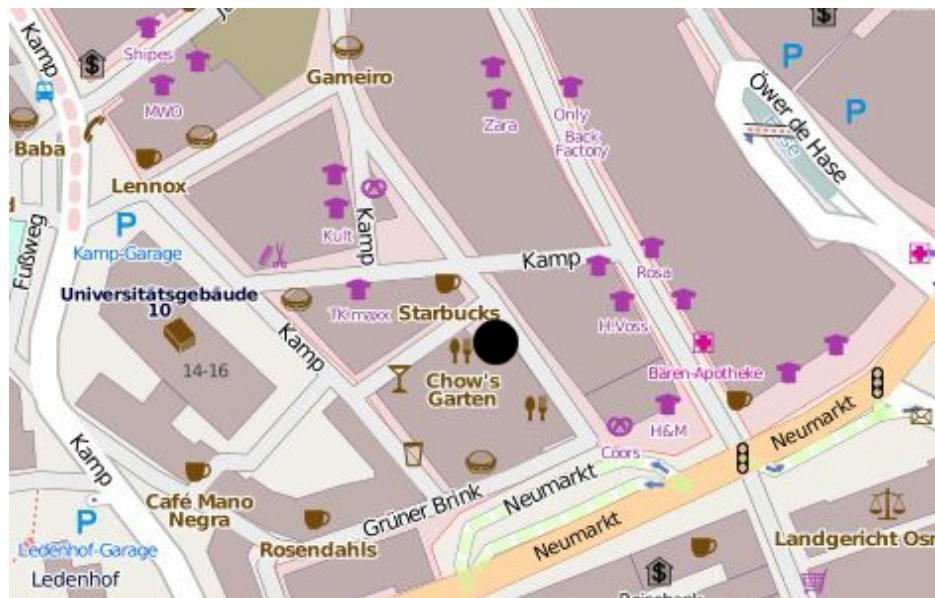 Kamp
Shipes
MWO
Gameiro
Zara
Only
Back
Factory
P
P
Öwer de Hase
Baba
Lennox
P
Kamp-Garage
Fußweg
Kult
Kamp
Kamp
Rosa
Universitätsgebäude
10
TK maxx
Starbucks
H.Voss
14-16
Kamp
Chow's
Garten
Bären-Apotheke
H&M
Coors
Neumarkt
Kamp
Neumarkt
Grüner Brink
Café Mano
Negra
Rosendahls
Neumarkt
P
Ledenhof-Garage
Ledenhof
Landgericht Osn